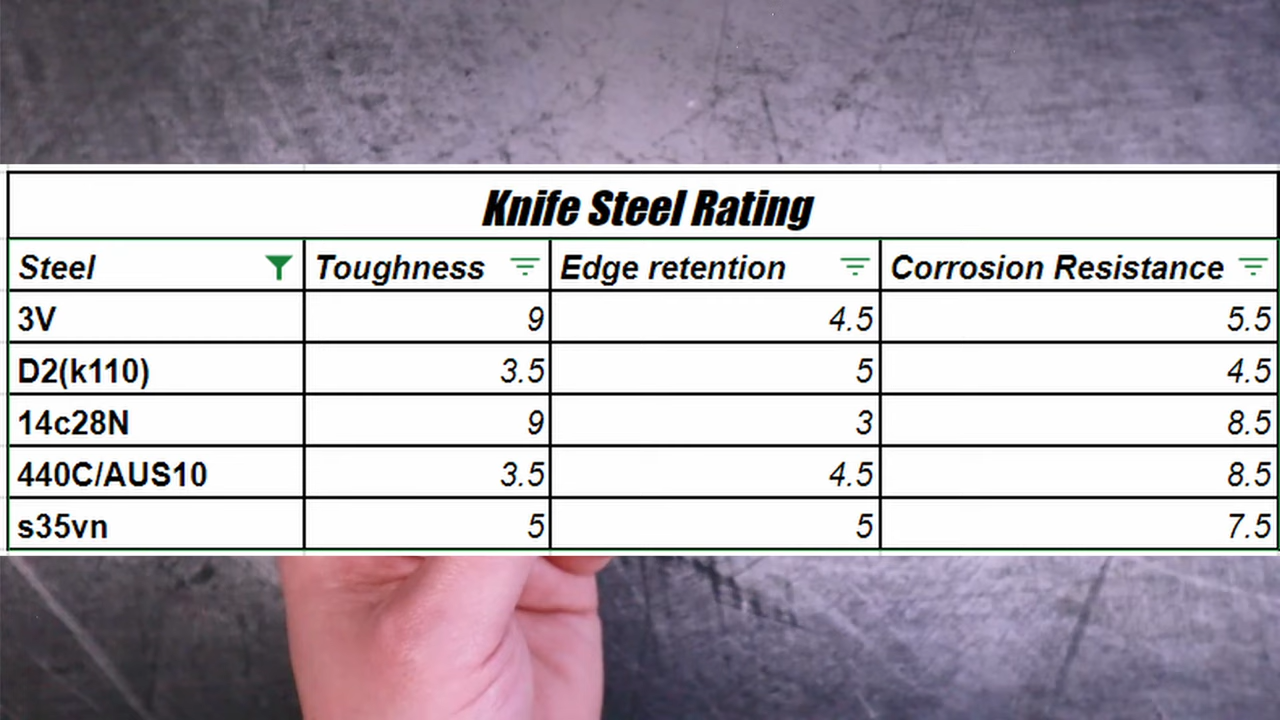 Knife Steel Rating
Steel Toughness Edge retention Corrosion Resistance
3V 9 4.5 5.5
D2(k110) 3.5 5 4.5
14c28N 9 3 8.5
440C/AUS10 3.5 4.5 8.5
s35vn 5 5 7.5